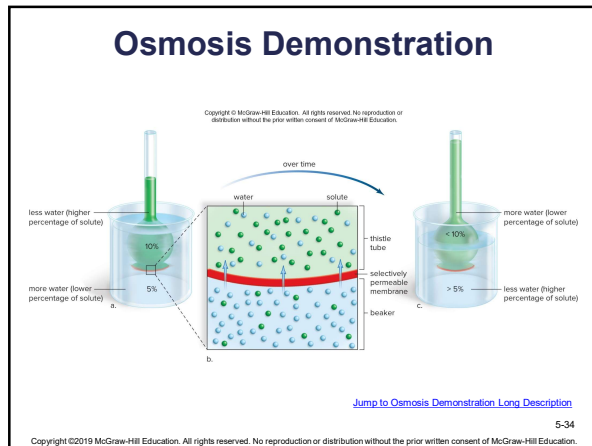 Osmosis Demonstration
Copyright © McGraw-Hill Education. All rights reserved. No reproduction or
distribution without the prior written consent of McGraw-Hill Education.
over time
water
solute
less water (higher
percentage of solute)
10%
more water (lower
percentage of solute)
5%
a.
thistle
tube
selectively
permeable
membrane
beaker
b.
more water (lower
percentage of solute)
< 10%
less water (higher
percentage of solute)
> 5%
c.
Jump to Osmosis Demonstration Long Description
5-34
Copyright ©2019 McGraw-Hill Education. All rights reserved. No reproduction or distribution without the prior written consent of McGraw-Hill Education.